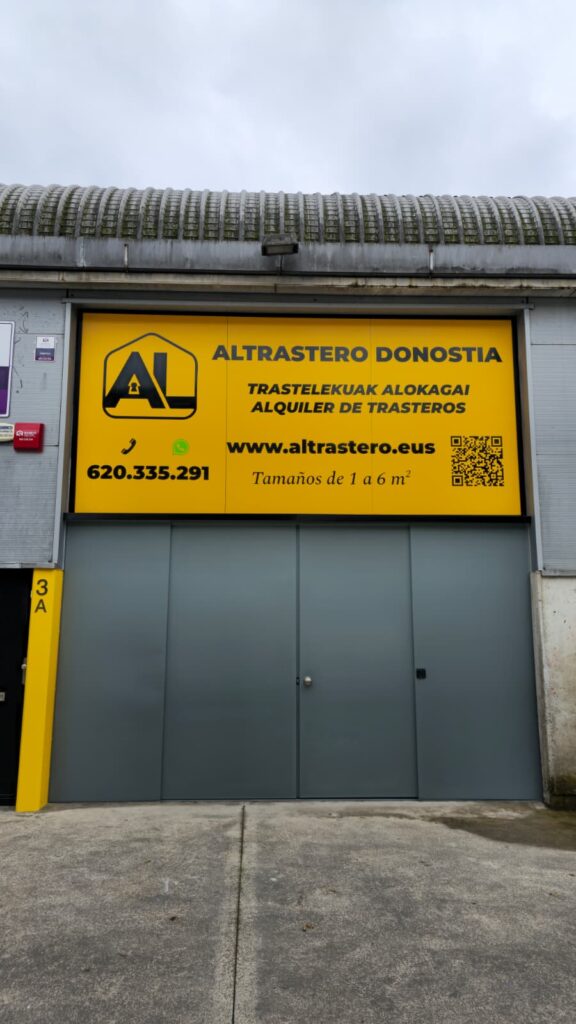 AL
ALTRASTERO DONOSTIA
TRASTELEKUAK ALOKAGAI
ALQUILER DE TRASTEROS
620.335.291
www.altrastero.eus
Tamaños de 1 a 6 m²
3
A